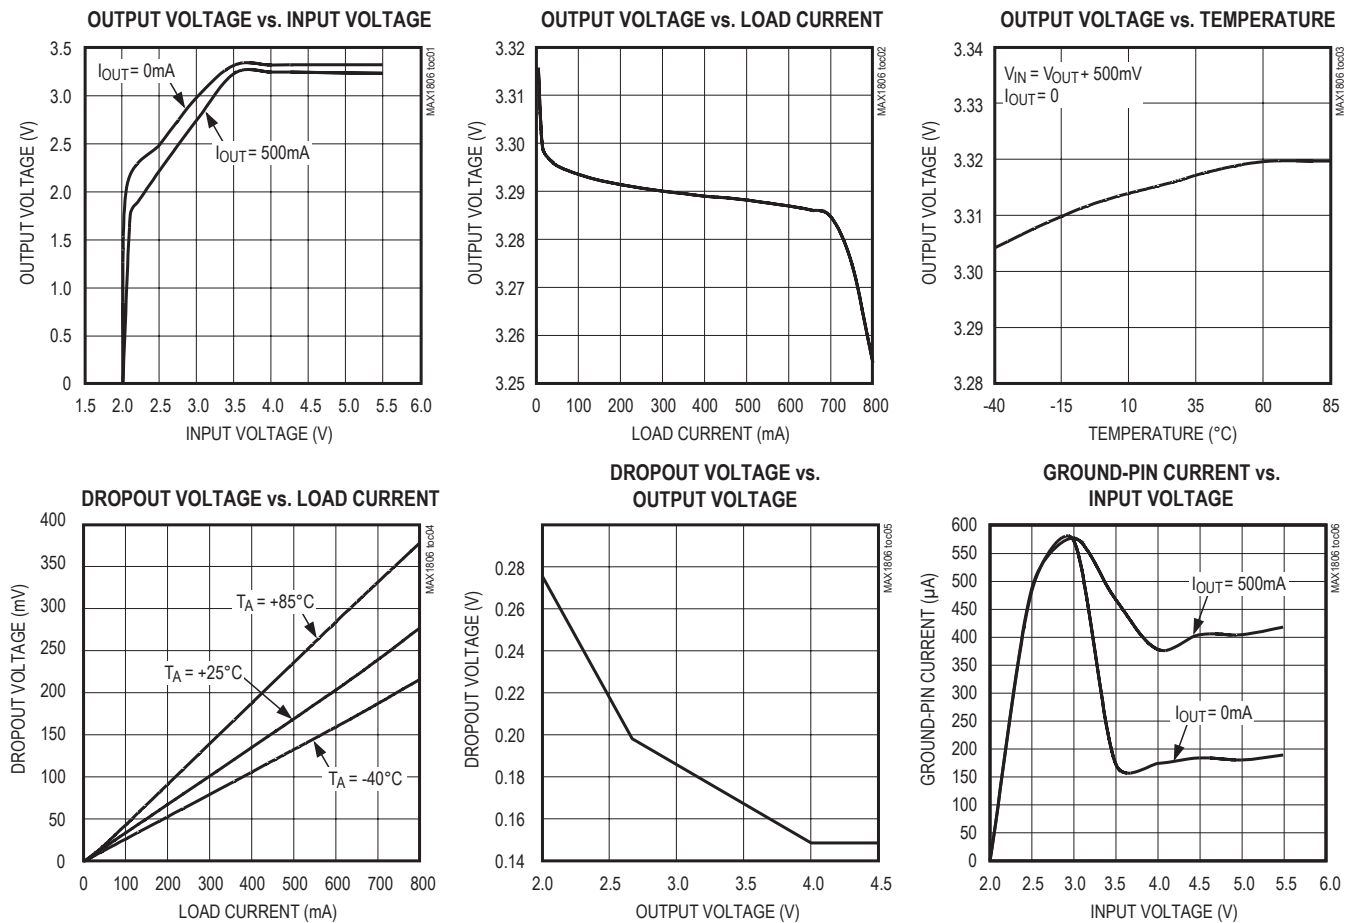 OUTPUT VOLTAGE vs. INPUT VOLTAGE
MAX1806 toc01
OUTPUT VOLTAGE (V)
3.5
3.0
2.5
2.0
1.5
1.0
0.5
0
IOUT = 0mA
IOUT = 500mA
1.5 2.0 2.5 3.0 3.5 4.0 4.5 5.0 5.5 6.0
INPUT VOLTAGE (V)
OUTPUT VOLTAGE vs. LOAD CURRENT
MAX1806 toc02
OUTPUT VOLTAGE (V)
3.32
3.31
3.30
3.29
3.28
3.27
3.26
3.25
0 100 200 300 400 500 600 700 800
LOAD CURRENT (mA)
OUTPUT VOLTAGE vs. TEMPERATURE
MAX1806 toc03
OUTPUT VOLTAGE (V)
3.34
3.33
3.32
3.31
3.30
3.29
3.28
VIN = VOUT + 500mV
IOUT = 0
-40 -15 10 35 60 85
TEMPERATURE (°C)
DROPOUT VOLTAGE vs. LOAD CURRENT
MAX1806 toc04
DROPOUT VOLTAGE (mV)
400
350
300
250
200
150
100
50
0
TA = +85°C
TA = +25°C
TA = -40°C
0 100 200 300 400 500 600 700 800
LOAD CURRENT (mA)
DROPOUT VOLTAGE vs.
OUTPUT VOLTAGE
MAX1806 toc05
DROPOUT VOLTAGE (V)
0.28
0.26
0.24
0.22
0.20
0.18
0.16
0.14
2.0 2.5 3.0 3.5 4.0 4.5
OUTPUT VOLTAGE (V)
GROUND-PIN CURRENT vs.
INPUT VOLTAGE
MAX1806 toc06
GROUND-PIN CURRENT (µA)
600
550
500
450
400
350
300
250
200
150
100
50
0
IOUT = 500mA
IOUT = 0mA
2.0 2.5 3.0 3.5 4.0 4.5 5.0 5.5 6.0
INPUT VOLTAGE (V)